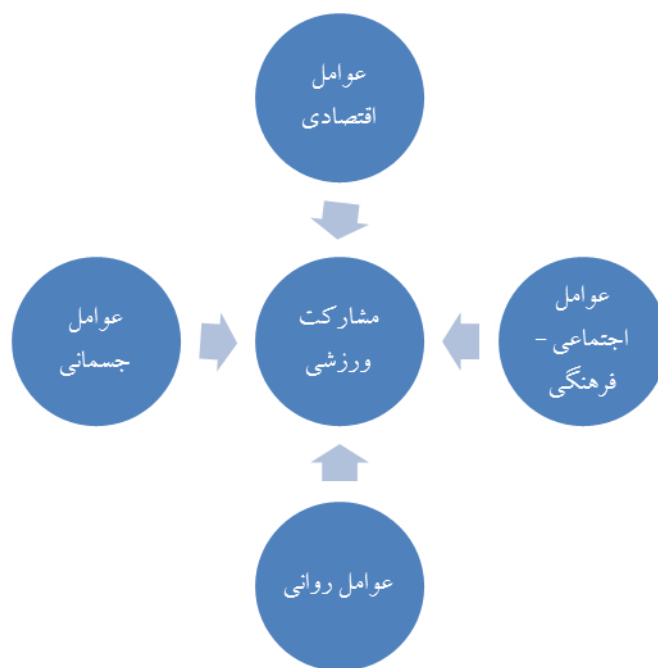 عوامل
اقتصادی
عوامل
اجتماعی –
فرهنگی
مشارکت
ورزشی
عوامل
جسمانی
عوامل روانی